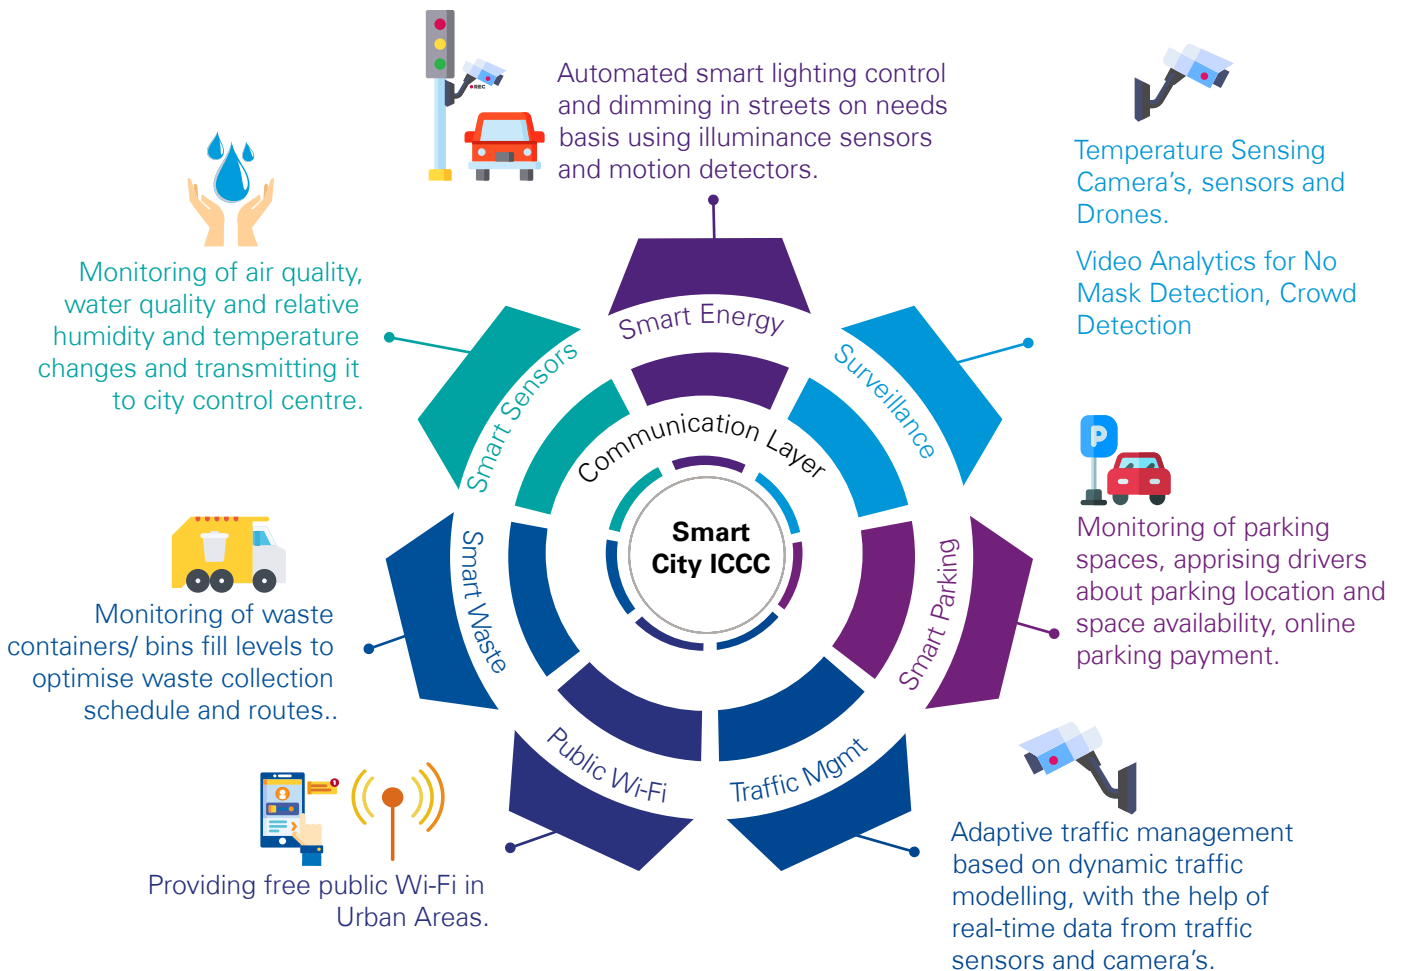 REC
Automated smart lighting control
and dimming in streets on needs
basis using illuminance sensors
and motion detectors.
Temperature Sensing
Camera’s, sensors and
Drones.
Video Analytics for No
Mask Detection, Crowd
Detection
Monitoring of air quality,
water quality and relative
humidity and temperature
changes and transmitting it
to city control centre.
Smart Energy
Surveillance
Smart Sensors
Communication Layer
Smart
City ICCC
P
Monitoring of parking
spaces, apprising drivers
about parking location and
space availability, online
parking payment.
Smart Parking
Smart Waste
Monitoring of waste
containers/ bins fill levels to
optimise waste collection
schedule and routes..
Public Wi-Fi
Traffic Mgmt
1
Providing free public Wi-Fi in
Urban Areas.
Adaptive traffic management
based on dynamic traffic
modelling, with the help of
real-time data from traffic
sensors and camera’s.